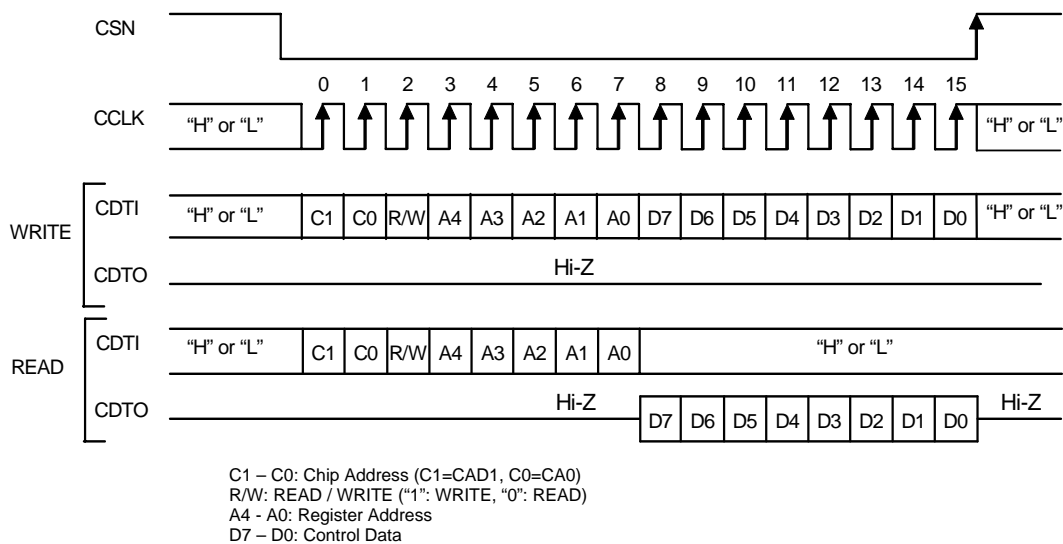 CSN
0 1 2 3 4 5 6 7 8 9 10 11 12 13 14 15
CCLK “H” or “L” “H” or “L”
WRITE
CDTI “H” or “L” C1 C0 R/W A4 A3 A2 A1 A0 D7 D6 D5 D4 D3 D2 D1 D0 “H” or “L”
CDTO Hi-Z
READ
CDTI “H” or “L” C1 C0 R/W A4 A3 A2 A1 A0 “H” or “L”
CDTO Hi-Z D7 D6 D5 D4 D3 D2 D1 D0 Hi-Z
C1 – C0: Chip Address (C1=CAD1, C0=CA0)
R/W: READ / WRITE (“1”: WRITE, “0”: READ)
A4 - A0: Register Address
D7 – D0: Control Data